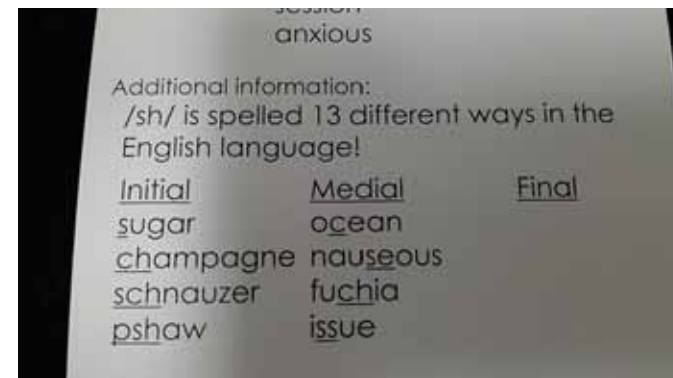 session
anxious
Additional information:
/sh/ is spelled 13 different ways in the
English language!
Initial Medial Final
sugar ocean
champagne nauseous
schnauzer fuchia
pshaw issue